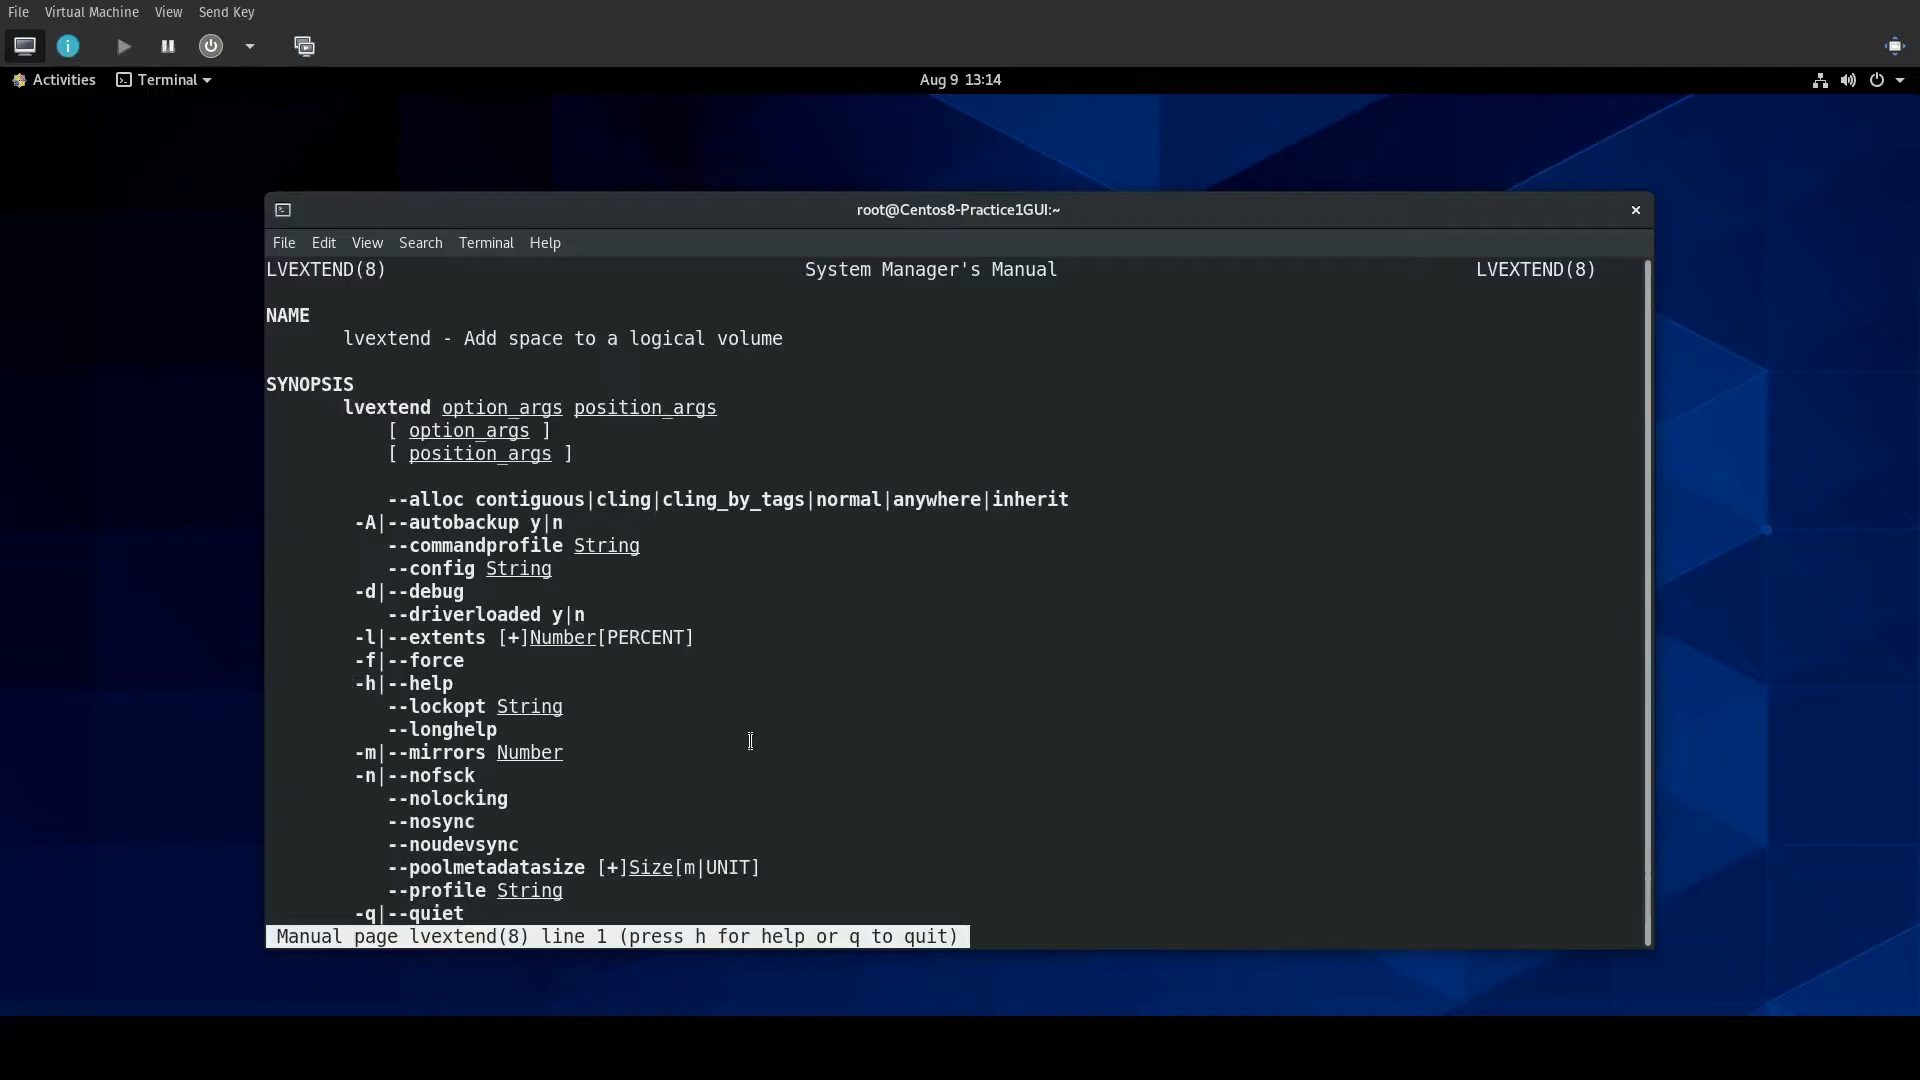 File Virtual Machine View Send Key
Activities Terminal Aug 9 13:14
root@Centos8-Practice1GUI:~
File Edit View Search Terminal Help
LVEXTEND(8) System Manager's Manual LVEXTEND(8)
NAME
lvextend - Add space to a logical volume
SYNOPSIS
lvextend option_args position_args
[ option_args ]
[ position_args ]
--alloc contiguous|cling|cling_by_tags|normal|anywhere|inherit
-A|--autobackup y|n
--commandprofile String
--config String
-d|--debug
--driverloaded y|n
-l|--extents [+]Number[PERCENT]
-f|--force
-h|--help
--lockopt String
--longhelp
-m|--mirrors Number
-n|--nofsck
--nolocking
--nosync
--noudevsync
--poolmetadatasize [+]Size[m|UNIT]
--profile String
-q|--quiet
Manual page lvextend(8) line 1 (press h for help or q to quit)